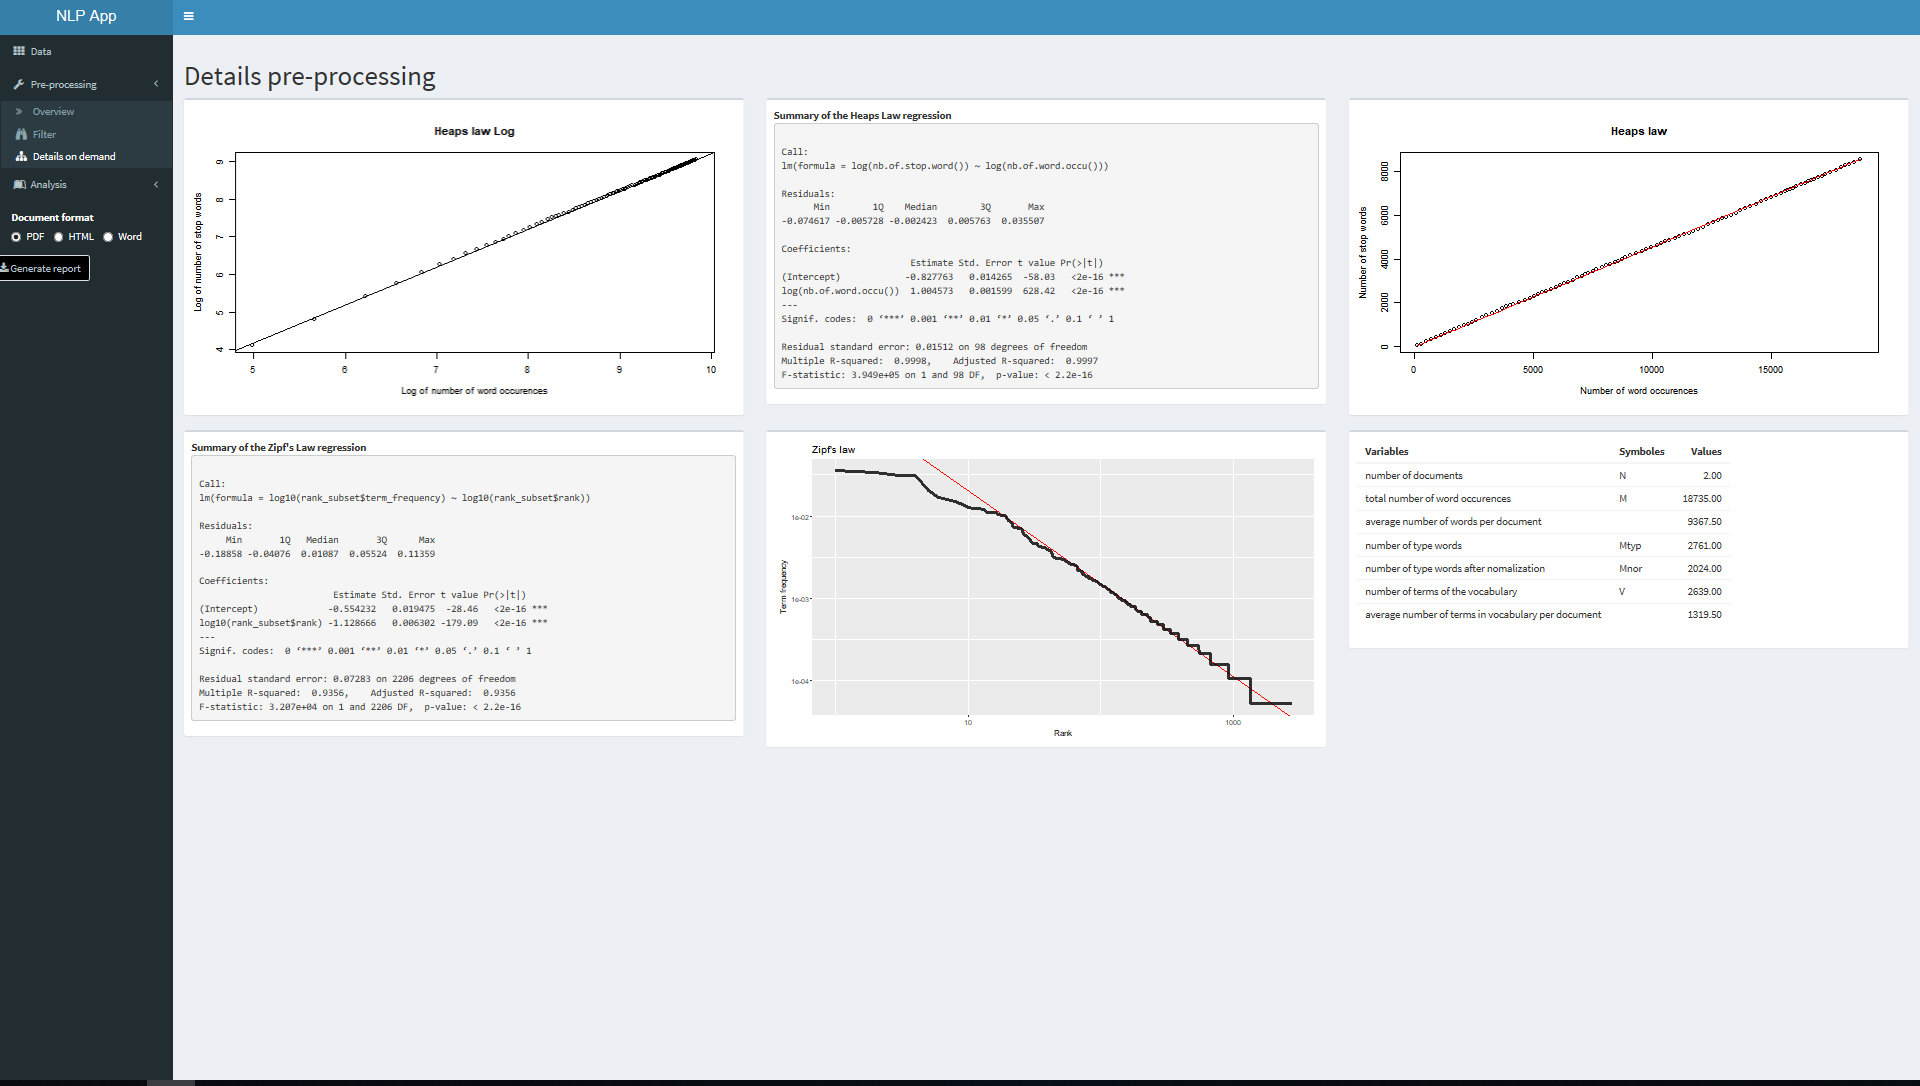 NLP App
Data
Pre-processing
Overview
Filter
Details on demand
Analysis
Document format
PDF HTML Word
Generate report
Details pre-processing
Heaps law Log
Log of number of stop words
9
8
7
6
5
4
5 6 7 8 9 10
Log of number of word occurences
Summary of the Heaps Law regression
Call:
lm(formula = log(nb.of.stop.word()) ~ log(nb.of.word.occu()))
Residuals:
Min 1Q Median 3Q Max
-0.074617 -0.005728 -0.002423 0.005763 0.035507
Coefficients:
Estimate Std. Error t value Pr(>|t|)
(Intercept) -0.827763 0.014265 -58.03 <2e-16 ***
log(nb.of.word.occu()) 1.004573 0.001599 628.42 <2e-16 ***
---
Signif. codes: 0 ‘***’ 0.001 ‘**’ 0.01 ‘*’ 0.05 ‘.’ 0.1 ‘ ’ 1
Residual standard error: 0.01512 on 98 degrees of freedom
Multiple R-squared: 0.9998, Adjusted R-squared: 0.9997
F-statistic: 3.949e+05 on 1 and 98 DF, p-value: < 2.2e-16
Heaps law
Number of stop words
8000
6000
4000
2000
0
0 5000 10000 15000
Number of word occurences
Summary of the Zipf's Law regression
Call:
lm(formula = log10(rank_subset$term_frequency) ~ log10(rank_subset$rank))
Residuals:
Min 1Q Median 3Q Max
-0.18858 -0.04076 0.01087 0.05524 0.11359
Coefficients:
Estimate Std. Error t value Pr(>|t|)
(Intercept) -0.554232 0.019475 -28.46 <2e-16 ***
log10(rank_subset$rank) -1.128666 0.006302 -179.09 <2e-16 ***
---
Signif. codes: 0 ‘***’ 0.001 ‘**’ 0.01 ‘*’ 0.05 ‘.’ 0.1 ‘ ’ 1
Residual standard error: 0.07283 on 2206 degrees of freedom
Multiple R-squared: 0.9356, Adjusted R-squared: 0.9356
F-statistic: 3.207e+04 on 1 and 2206 DF, p-value: < 2.2e-16
Zipf's law
Term frequency
1e-02
1e-03
1e-04
10 1000
Rank
Variables Symboles Values
number of documents N 2.00
total number of word occurences M 18735.00
average number of words per document 9367.50
number of type words Mtyp 2761.00
number of type words after nomalization Mnor 2024.00
number of terms of the vocabulary V 2639.00
average number of terms in vocabulary per document 1319.50